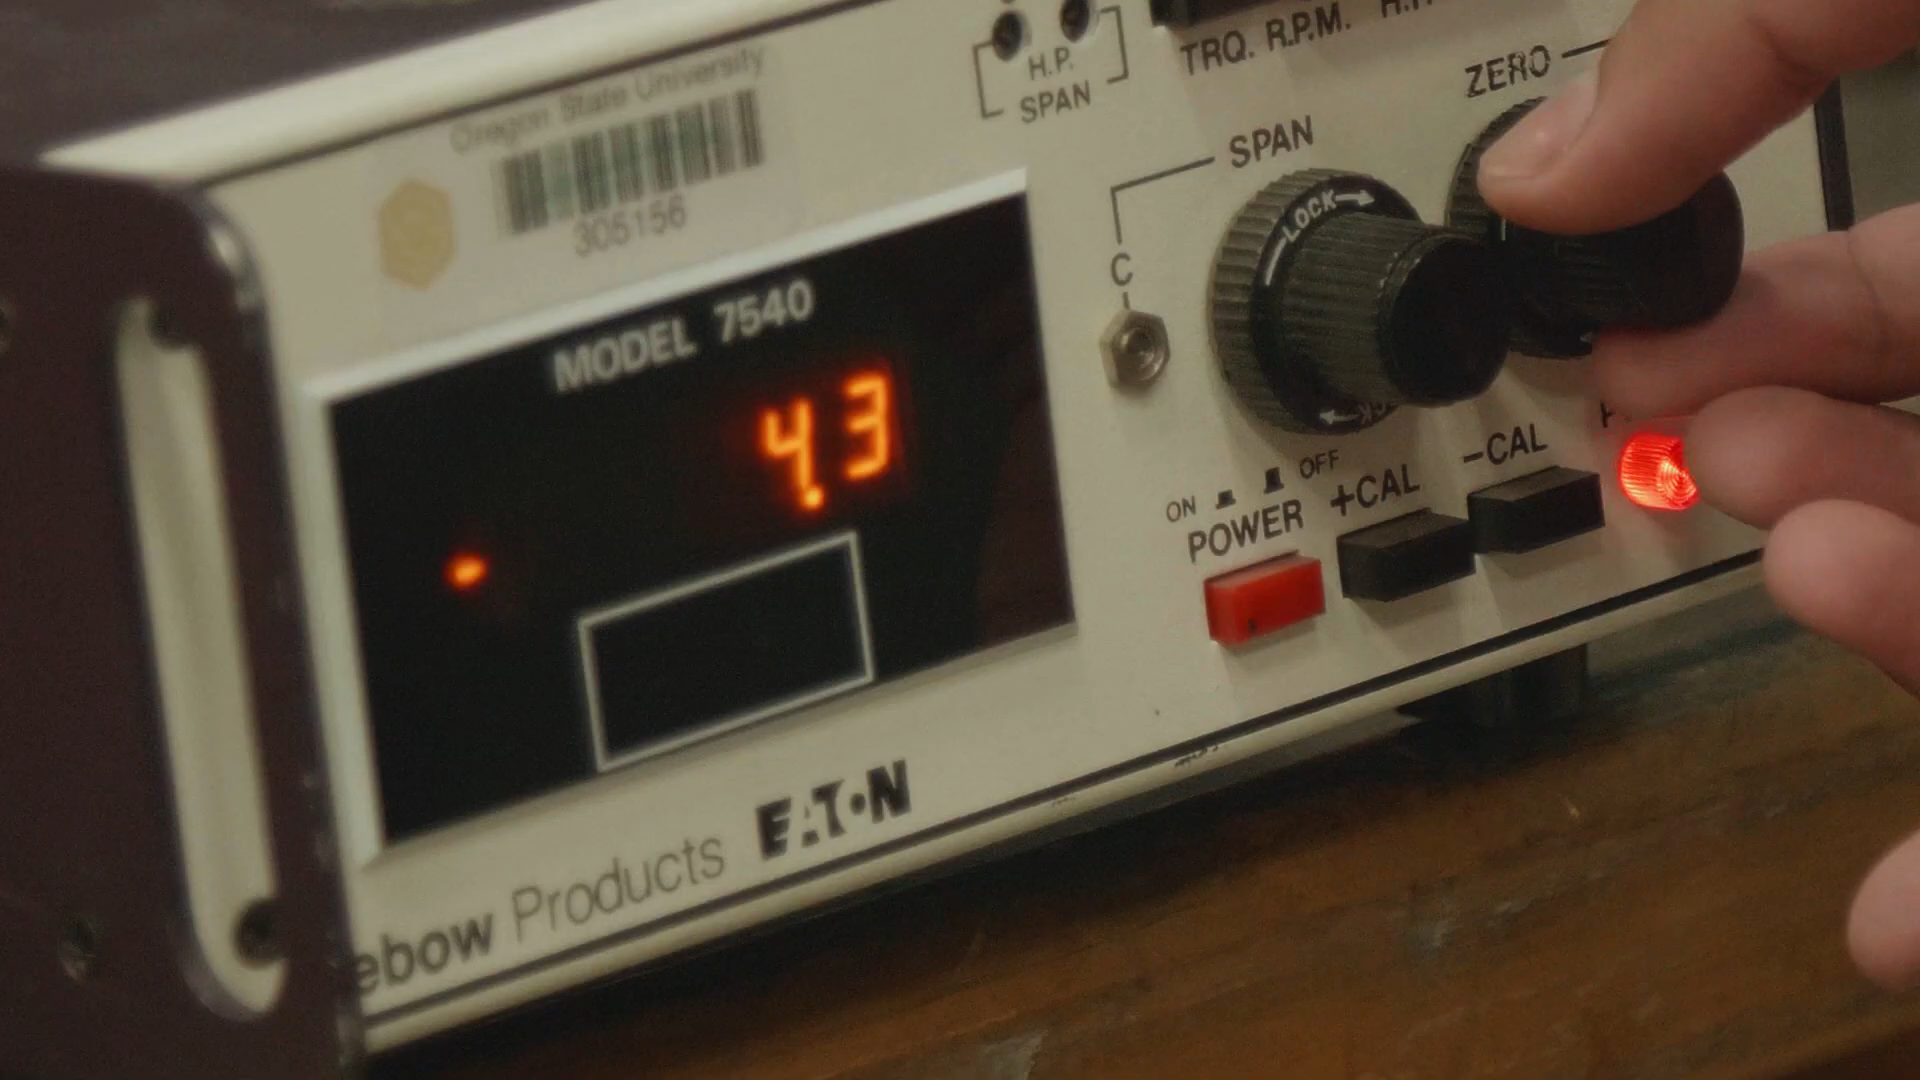 Oregon State University
305156
H.P.
SPAN
TRQ. R.P.M.
ZERO
SPAN
LOCK
C
MODEL 7540
4.3
ON OFF
POWER
+CAL
-CAL
ebow Products EATON